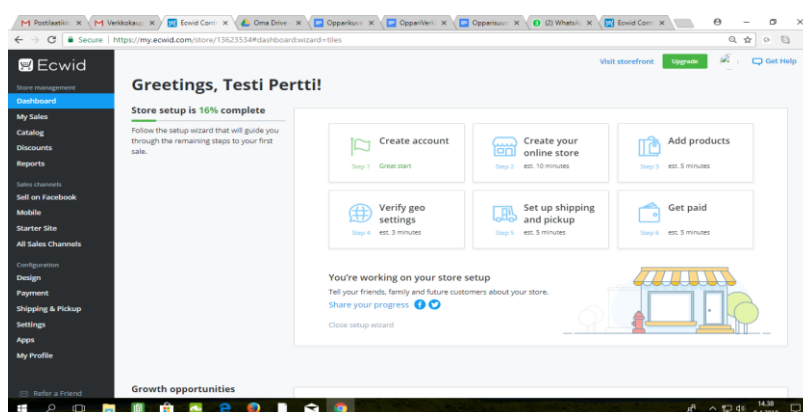 Postilaatikk
Verkkokaup
Ecwid Cont
Oma Drive -
Opparikuva
OppariVerk
Opparisuun
(2) WhatsA
Ecwid Cont
Secure | https://my.ecwid.com/store/13623534#dashboard:wizard=tiles
Ecwid
Visit storefront Upgrade Get Help
Store management
Dashboard
My Sales
Catalog
Discounts
Reports
Sales channels
Sell on Facebook
Mobile
Starter Site
All Sales Channels
Configuration
Design
Payment
Shipping & Pickup
Settings
Apps
My Profile
Refer a Friend
Greetings, Testi Pertti!
Store setup is 16% complete
Follow the setup wizard that will guide you
through the remaining steps to your first
sale.
Create account
Step 1 Great start
Create your
online store
Step 2 est. 10 minutes
Add products
Step 3 est. 5 minutes
Verify geo
settings
Step 4 est. 3 minutes
Set up shipping
and pickup
Step 5 est. 5 minutes
Get paid
Step 6 est. 5 minutes
You're working on your store
setup
Tell your friends, family and future customers about your store.
Share your progress
Close setup wizard
Growth opportunities
14.38